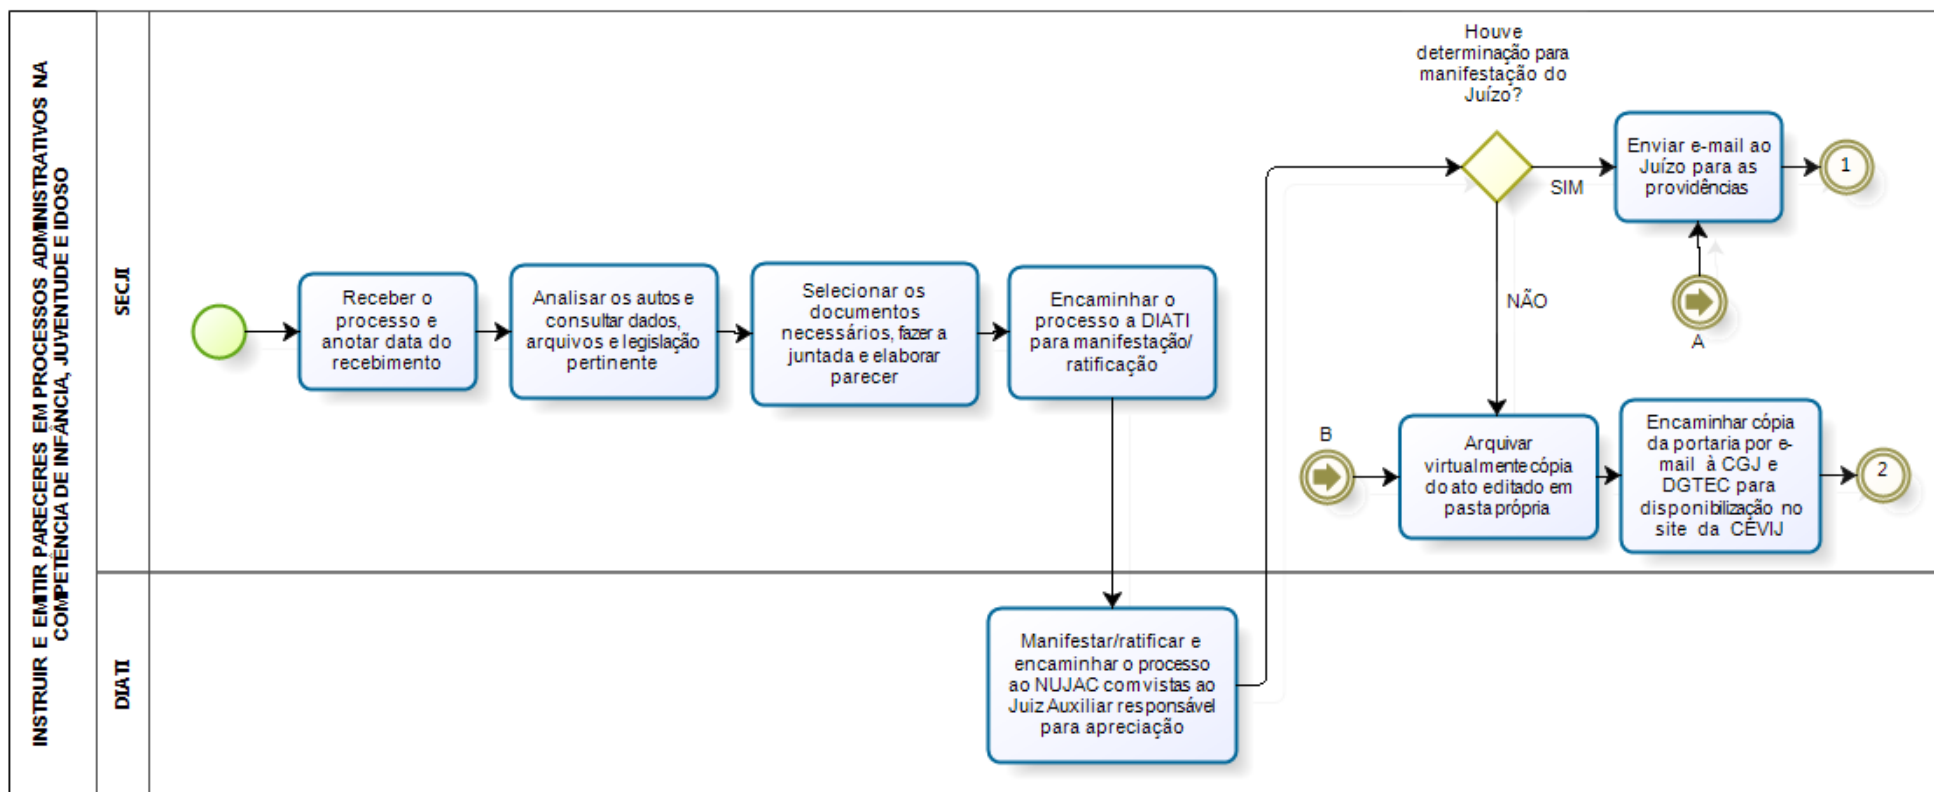 INSTRUIR E EMITIR PARECERES EM PROCESSOS ADMINISTRATIVOS NA
COMPETÊNCIA DE INFÂNCIA, JUVENTUDE E IDOSO
SECJI
Receber o
processo e
anotar data do
recebimento
Analisar os autos e
consultar dados,
arquivos e legislação
pertinente
Selecionar os
documentos
necessários, fazer a
juntada e elaborar
parecer
Encaminhar o
processo a DIATI
para manifestação/
ratificação
Houve
determinação para
manifestação do
Juízo?
SIM
NÃO
Enviar e-mail ao
Juízo para as
providências
1
A
B
Arquivar
virtualmente cópia
do ato editado em
pasta própria
Encaminhar cópia
da portaria por e-
mail à CGJ e
DGTEC para
disponibilização no
site da CEVIJ
2
DIATI
Manifestar/ratificar e
encaminhar o processo
ao NUJAC com vistas ao
Juiz Auxiliar responsável
para apreciação